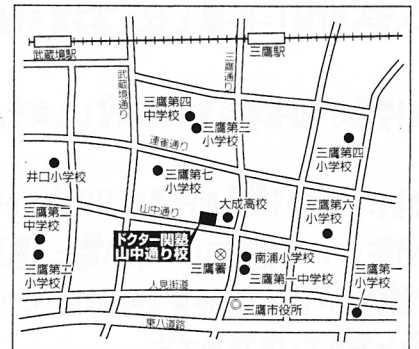 武蔵境駅
三鷹駅
武蔵境通り
三鷹通り
三鷹第四
中学校
三鷹第三
小学校
連雀通り
三鷹第四
小学校
井口小学校
三鷹第七
小学校
山中通り
大成高校
三鷹第六
小学校
三鷹第二
中学校
ドクター関塾
山中通り校
三鷹署
南浦小学校
三鷹第一中学校
三鷹第二
小学校
三鷹第一
小学校
人見街道
三鷹市役所
東八道路